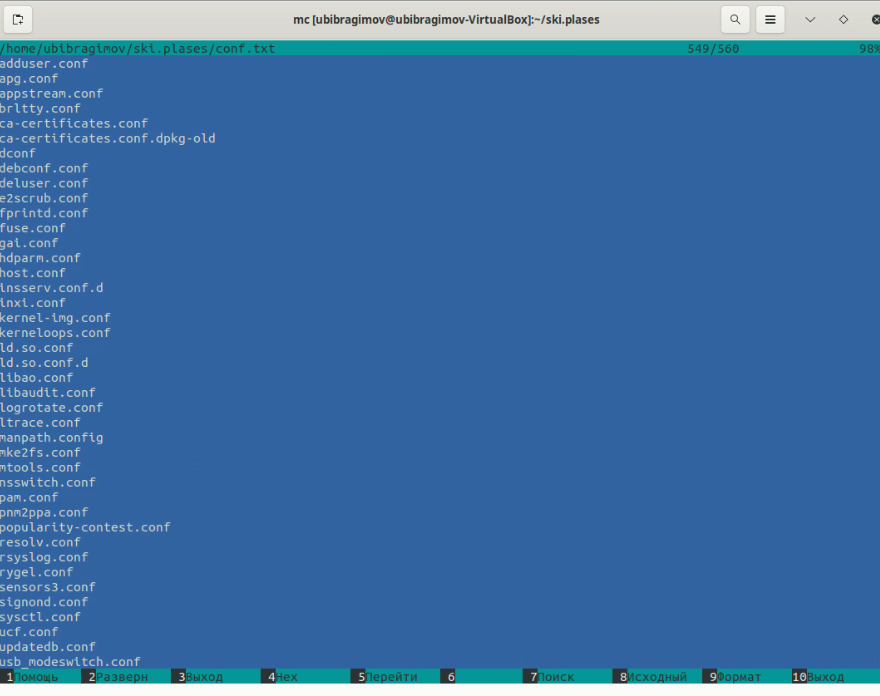 mc [ubibragimov@ubibragimov-VirtualBox]:~/ski.plases
/home/ubibragimov/ski.plases/conf.txt 549/560 98%
adduser.conf
apg.conf
appstream.conf
brltty.conf
ca-certificates.conf
ca-certificates.conf.dpkg-old
dconf
debconf.conf
deluser.conf
e2scrub.conf
fprintd.conf
fuse.conf
gai.conf
hdparm.conf
host.conf
insserv.conf.d
inxi.conf
kernel-img.conf
kerneloops.conf
ld.so.conf
ld.so.conf.d
libao.conf
libaudit.conf
logrotate.conf
ltrace.conf
manpath.config
mke2fs.conf
mtools.conf
nsswitch.conf
pam.conf
pnm2ppa.conf
popularity-contest.conf
resolv.conf
rsyslog.conf
rygel.conf
sensors3.conf
signond.conf
sysctl.conf
ucf.conf
updatedb.conf
usb_modeswitch.conf
1Помощь 2Разверн 3Выход 4Hex 5Перейти 6 7Поиск 8Исходный 9Формат 10Выход